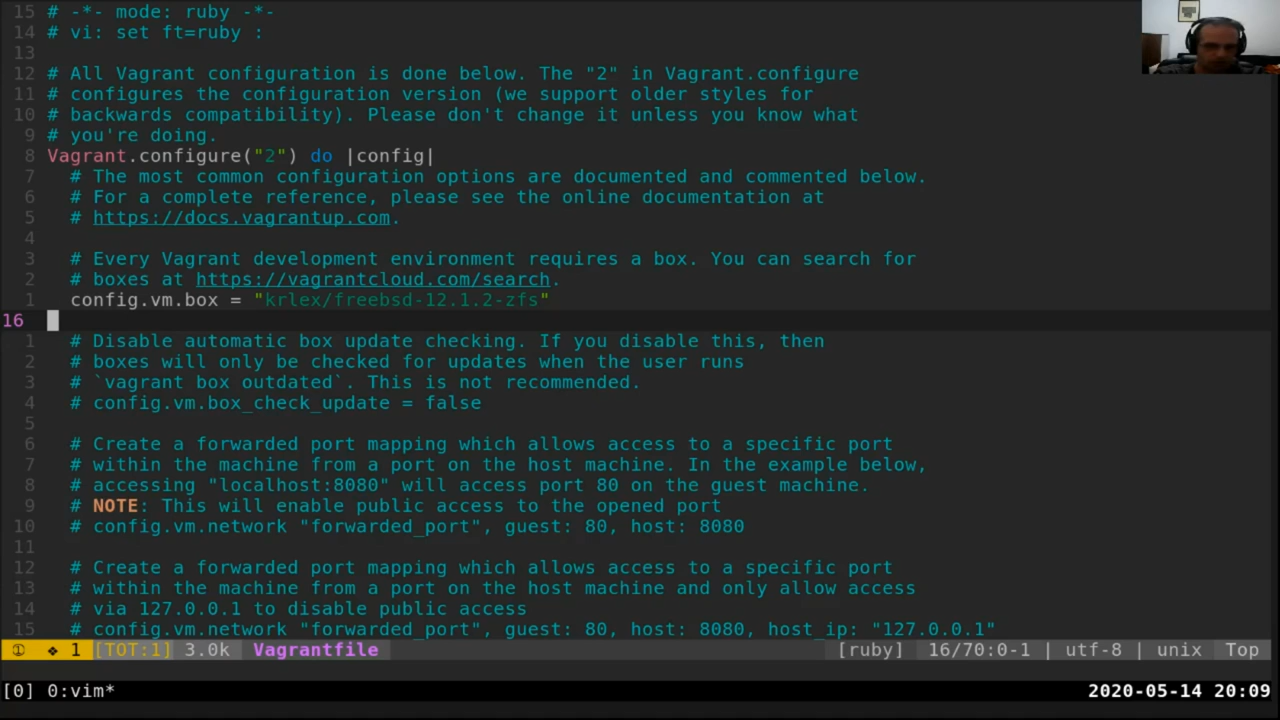 15 # -*- mode: ruby -*-
14 # vi: set ft=ruby :
13
12 # All Vagrant configuration is done below. The "2" in Vagrant.configure
11 # configures the configuration version (we support older styles for
10 # backwards compatibility). Please don't change it unless you know what
9 # you're doing.
8 Vagrant.configure("2") do |config|
7 # The most common configuration options are documented and commented below.
6 # For a complete reference, please see the online documentation at
5 # https://docs.vagrantup.com.
4
3 # Every Vagrant development environment requires a box. You can search for
2 # boxes at https://vagrantcloud.com/search.
1 config.vm.box = "krlex/freebsd-12.1.2-zfs"
16
1 # Disable automatic box update checking. If you disable this, then
2 # boxes will only be checked for updates when the user runs
3 # `vagrant box outdated`. This is not recommended.
4 # config.vm.box_check_update = false
5
6 # Create a forwarded port mapping which allows access to a specific port
7 # within the machine from a port on the host machine. In the example below,
8 # accessing "localhost:8080" will access port 80 on the guest machine.
9 # NOTE: This will enable public access to the opened port
10 # config.vm.network "forwarded_port", guest: 80, host: 8080
11
12 # Create a forwarded port mapping which allows access to a specific port
13 # within the machine from a port on the host machine and only allow access
14 # via 127.0.0.1 to disable public access
15 # config.vm.network "forwarded_port", guest: 80, host: 8080, host_ip: "127.0.0.1"
① ❖ 1 [TOT:1] 3.0k Vagrantfile [ruby] 16/70:0-1 | utf-8 | unix Top
[0] 0:vim* 2020-05-14 20:09